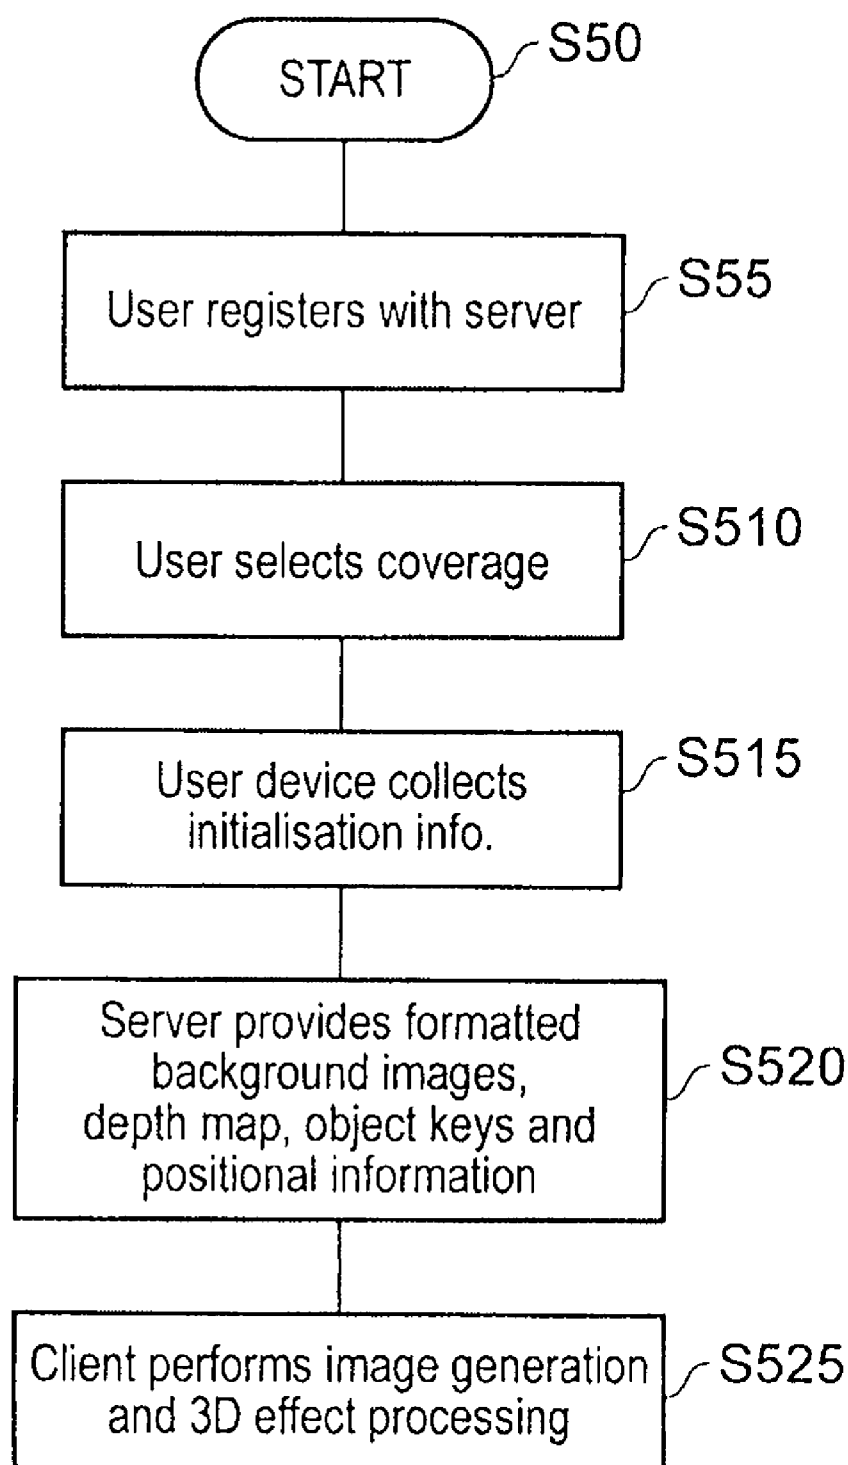 START
S50
User registers with server
S55
User selects coverage
S510
User device collects
initialisation info.
S515
Server provides formatted
background images,
depth map, object keys and
positional information
S520
Client performs image generation
and 3D effect processing
S525